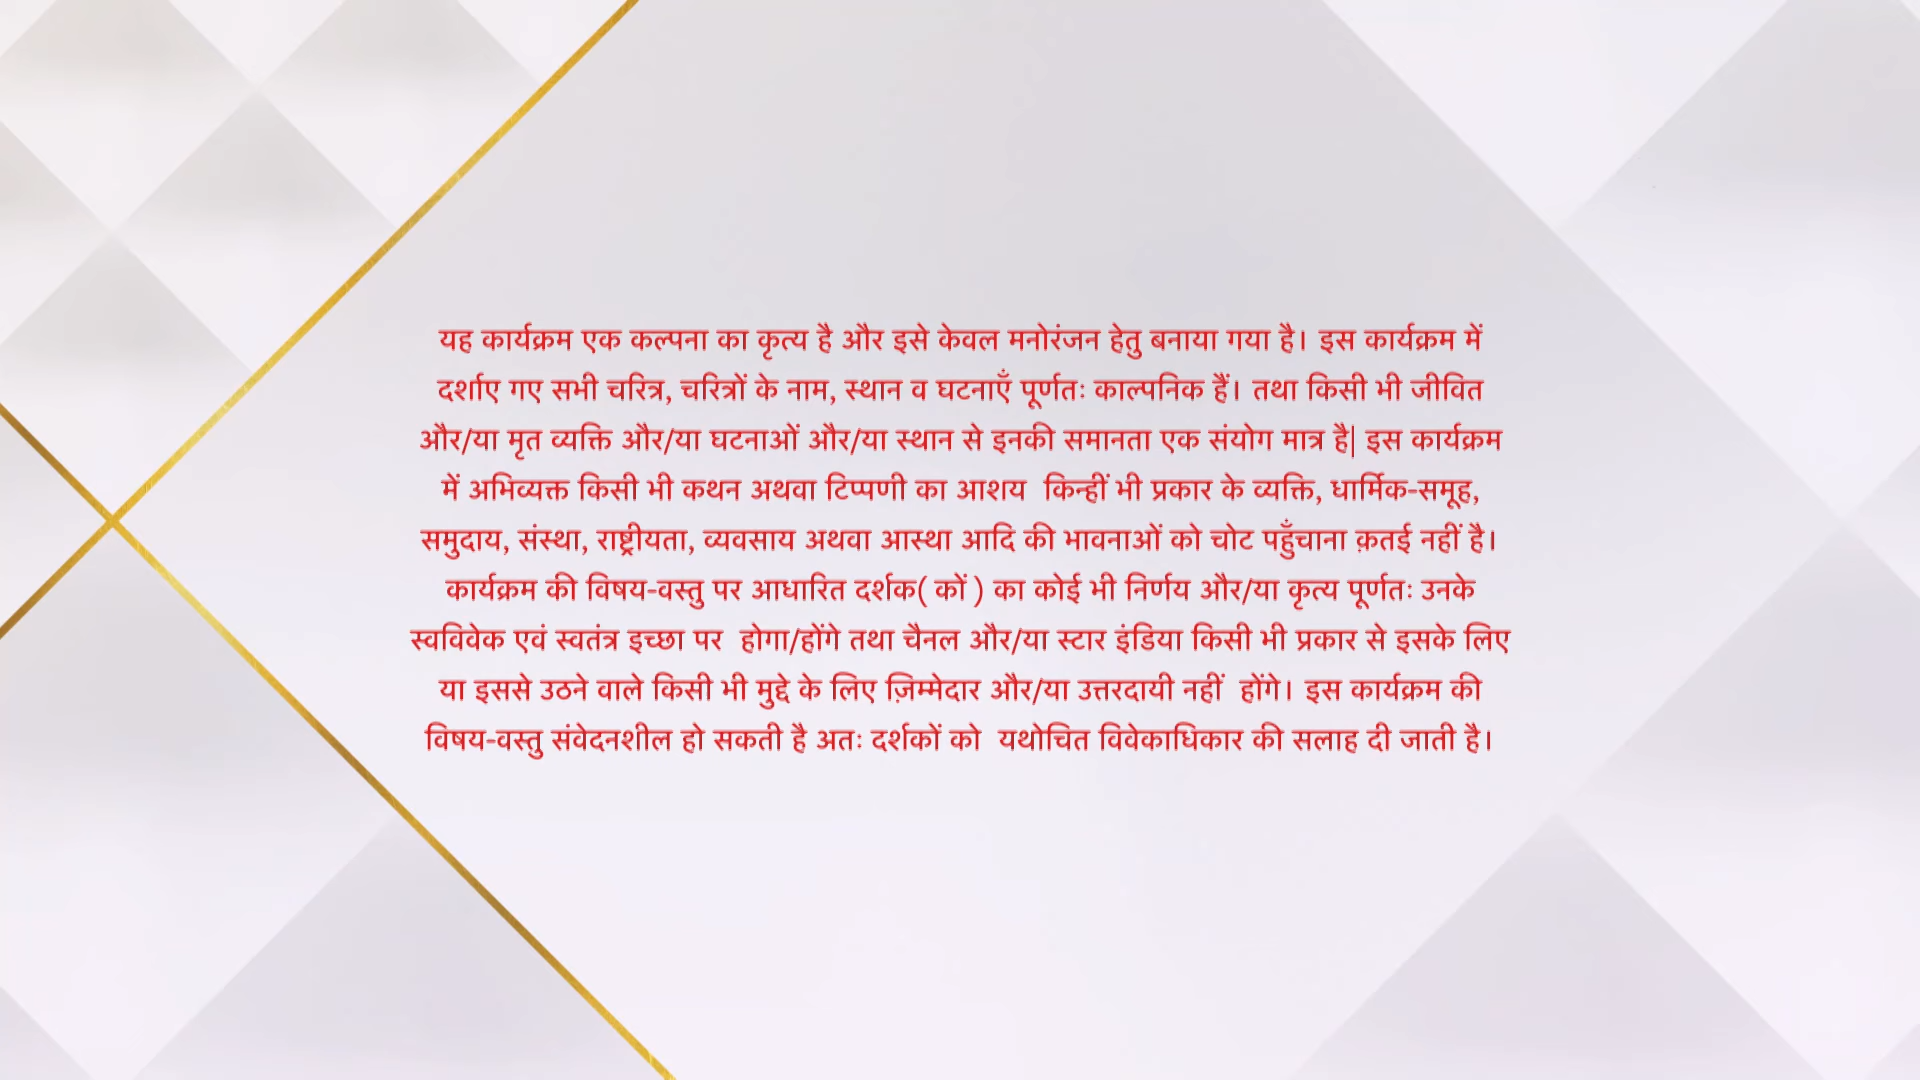 यह कार्यक्रम एक कल्पना का कृत्य है और इसे केवल मनोरंजन हेतु बनाया गया है। इस कार्यक्रम में
दर्शाए गए सभी चरित्र, चरित्रों के नाम, स्थान व घटनाएँ पूर्णतः काल्पनिक हैं। तथा किसी भी जीवित
और/या मृत व्यक्ति और/या घटनाओं और/या स्थान से इनकी समानता एक संयोग मात्र है| इस कार्यक्रम
में अभिव्यक्त किसी भी कथन अथवा टिप्पणी का आशय  किन्हीं भी प्रकार के व्यक्ति, धार्मिक-समूह,
समुदाय, संस्था, राष्ट्रीयता, व्यवसाय अथवा आस्था आदि की भावनाओं को चोट पहुँचाना क़तई नहीं है।
कार्यक्रम की विषय-वस्तु पर आधारित दर्शक( कों ) का कोई भी निर्णय और/या कृत्य पूर्णतः उनके
स्वविवेक एवं स्वतंत्र इच्छा पर  होगा/होंगे तथा चैनल और/या स्टार इंडिया किसी भी प्रकार से इसके लिए
या इससे उठने वाले किसी भी मुद्दे के लिए ज़िम्मेदार और/या उत्तरदायी नहीं  होंगे। इस कार्यक्रम की
विषय-वस्तु संवेदनशील हो सकती है अतः दर्शकों को  यथोचित विवेकाधिकार की सलाह दी जाती है।